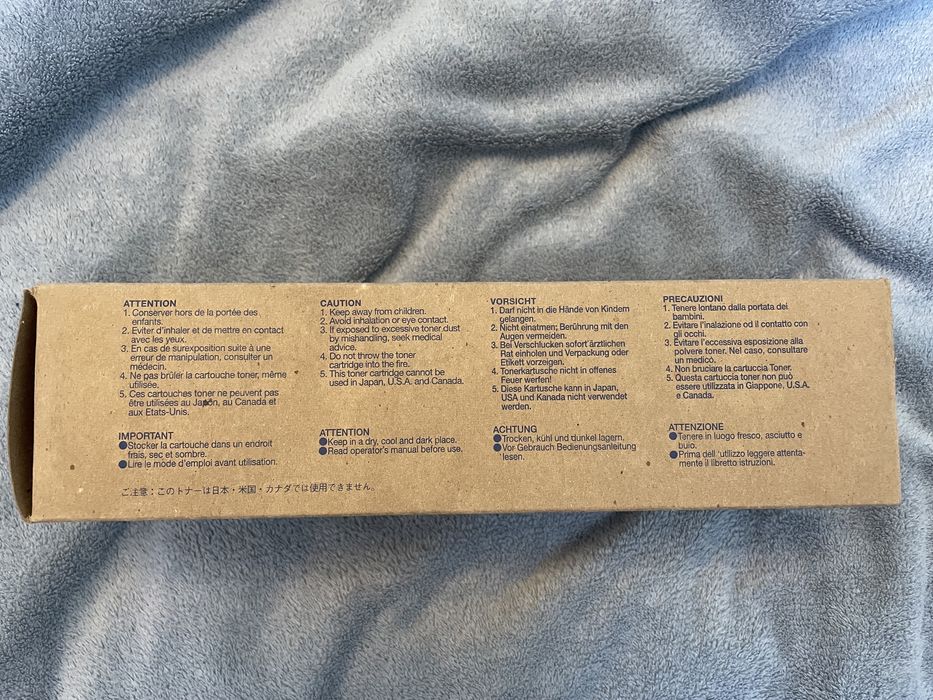 ATTENTION
1. Conserver hors de la portée des
enfants.
2. Eviter d'inhaler et de mettre en contact
avec les yeux.
3. En cas de surexposition suite à une
erreur de manipulation, consulter un
médecin.
4. Ne pas brûler la cartouche toner, même
utilisée.
5. Ces cartouches toner ne peuvent pas
être utilisées au Japon, au Canada et
aux Etats-Unis.
IMPORTANT
●Stocker la cartouche dans un endroit
frais, sec et sombre.
●Lire le mode d'emploi avant utilisation.
CAUTION
1. Keep away from children.
2. Avoid inhalation or eye contact.
3. If exposed to excessive toner dust
by mishandling, seek medical
advice.
4. Do not throw the toner
cartridge into the fire.
5. This toner cartridge cannot be
used in Japan, U.S.A. and Canada.
ATTENTION
●Keep in a dry, cool and dark place.
●Read operator's manual before use.
VORSICHT
1. Darf nicht in die Hände von Kindern
gelangen.
2. Nicht einatmen; Berührung mit den
Augen vermeiden.
3. Bei Verschlucken sofort ärztlichen
Rat einholen und Verpackung oder
Etikett vorzeigen.
4. Tonerkartusche nicht in offenes
Feuer werfen!
5. Diese Kartusche kann in Japan,
USA und Kanada nicht verwendet
werden.
ACHTUNG
●Trocken, kühl und dunkel lagern.
●Vor Gebrauch Bedienungsanleitung
lesen.
PRECAUZIONI
1. Tenere lontano dalla portata dei
bambini.
2. Evitare l'inalazione od il contatto con
gli occhi.
3. Evitare l'eccessiva esposizione alla
polvere toner. Nel caso, consultare
un medico.
4. Non bruciare la cartuccia Toner.
5. Questa cartuccia toner non può
essere utilizzata in Giappone, U.S.A.
e Canada.
ATTENZIONE
●Tenere in luogo fresco, asciutto e
buio.
●Prima dell 'utilizzo leggere attenta-
mente il libretto istruzioni.
ご注意：このトナーは日本・米国・カナダでは使用できません。